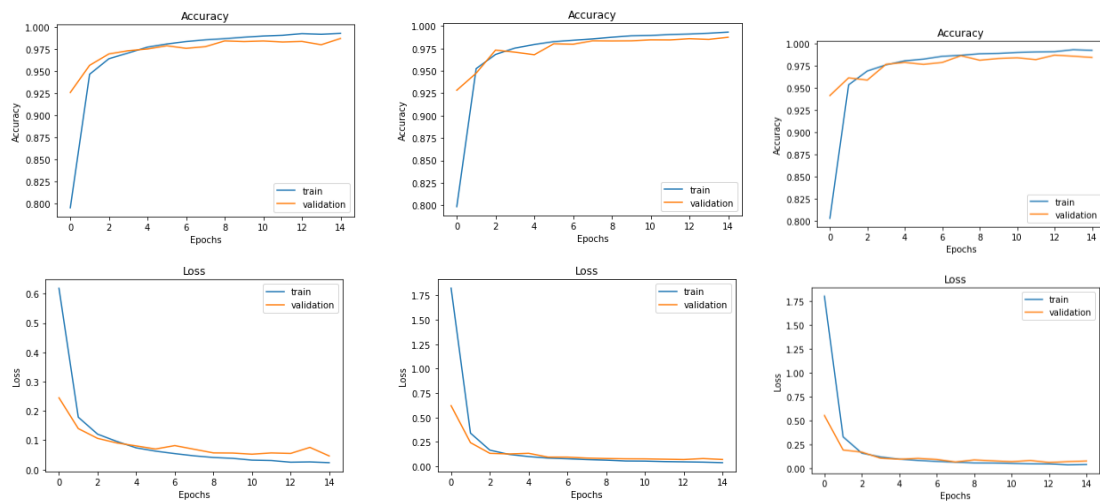 Accuracy
1.000
0.975
0.950
0.925
0.900
0.875
0.850
0.825
0.800
Accuracy
train
validation
0 2 4 6 8 10 12 14
Epochs
Accuracy
1.000
0.975
0.950
0.925
0.900
0.875
0.850
0.825
0.800
Accuracy
train
validation
0 2 4 6 8 10 12 14
Epochs
Accuracy
1.000
0.975
0.950
0.925
0.900
0.875
0.850
0.825
0.800
Accuracy
train
validation
0 2 4 6 8 10 12 14
Epochs
Loss
0.6
0.5
0.4
0.3
0.2
0.1
0.0
Loss
train
validation
0 2 4 6 8 10 12 14
Epochs
Loss
1.75
1.50
1.25
1.00
0.75
0.50
0.25
0.00
Loss
train
validation
0 2 4 6 8 10 12 14
Epochs
Loss
1.75
1.50
1.25
1.00
0.75
0.50
0.25
0.00
Loss
train
validation
0 2 4 6 8 10 12 14
Epochs